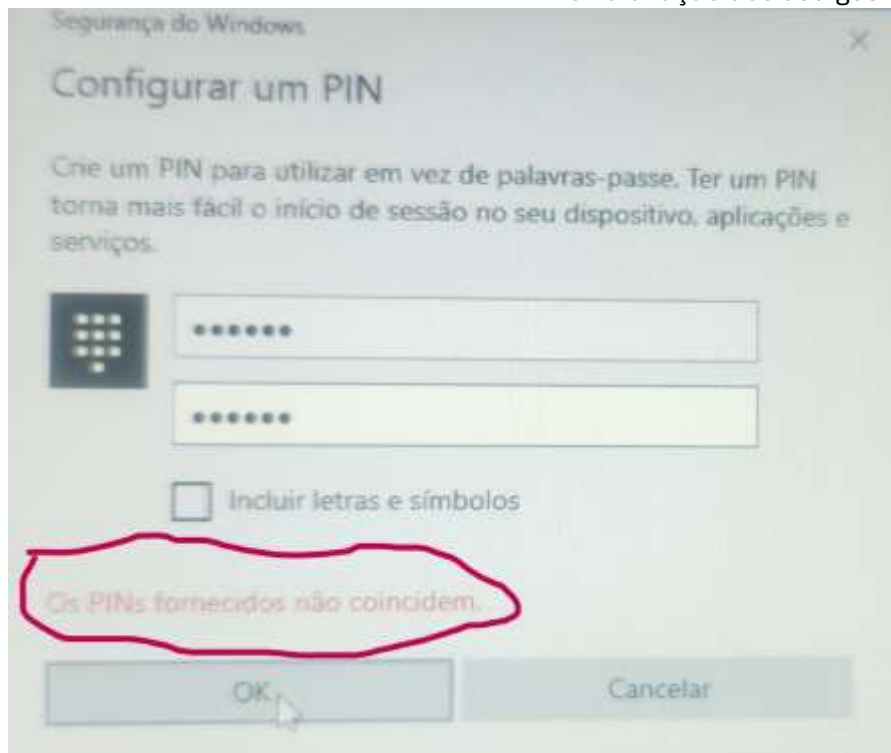 Segurança do Windows
Configurar um PIN
Crie um PIN para utilizar em vez de palavras-passe. Ter um PIN
torna mais fácil o início de sessão no seu dispositivo, aplicações e
serviços.
Incluir letras e símbolos
Os PINs fornecidos não coincidem.
OK
Cancelar